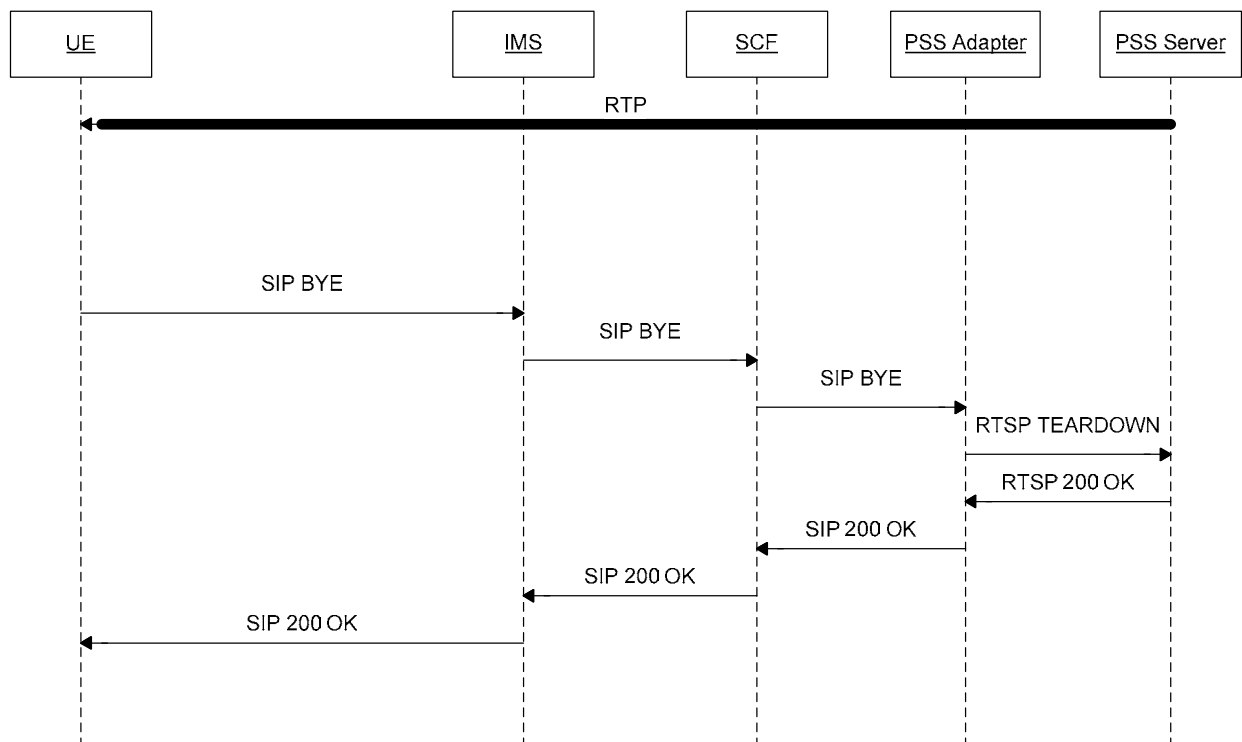 UE
IMS
SCF
PSS Adapter
PSS Server
RTP
SIP BYE
SIP BYE
SIP BYE
RTSP TEARDOWN
RTSP 200 OK
SIP 200 OK
SIP 200 OK
SIP 200 OK